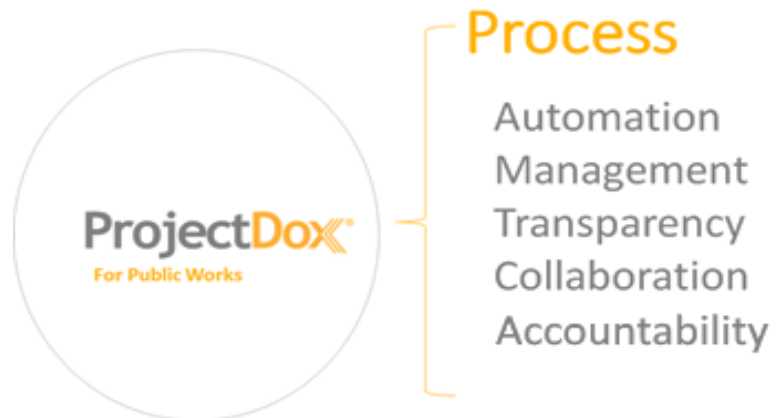 ProjectDox®
For Public Works
Process
Automation
Management
Transparency
Collaboration
Accountability